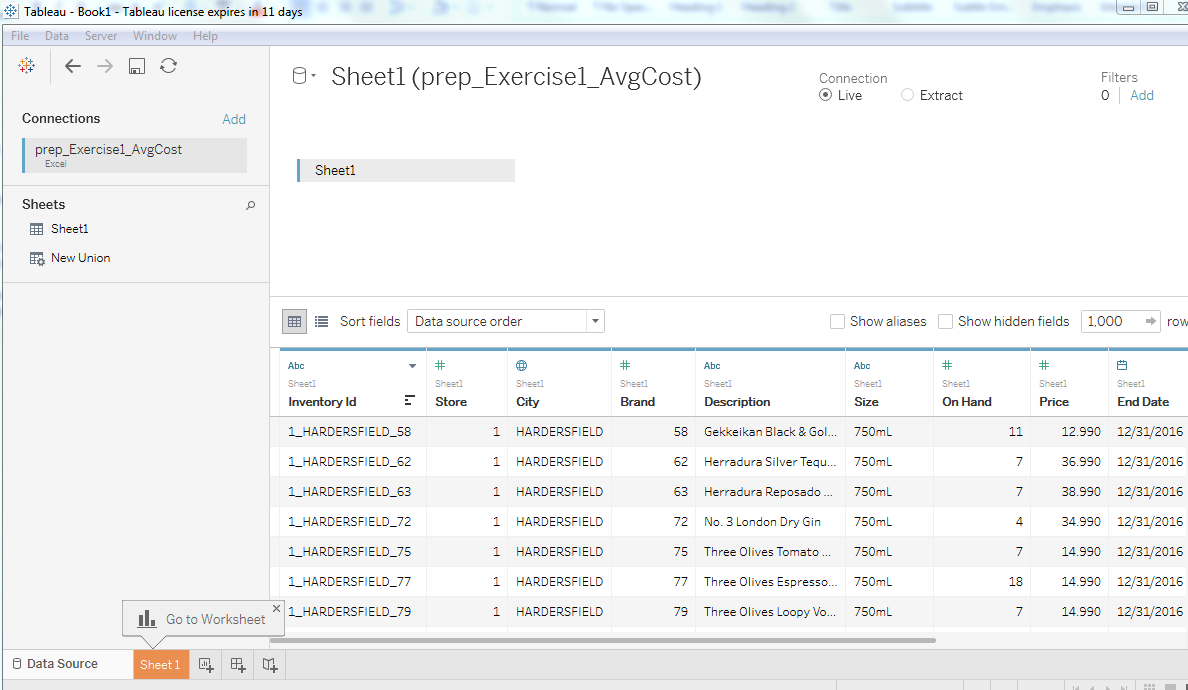 Tableau - Book1 - Tableau license expires in 11 days
File Data Server Window Help
Connections Add
prep_Exercise1_AvgCost
Excel
Sheets
Sheet1
New Union
Sheet1 (prep_Exercise1_AvgCost)
Connection
Live Extract
Filters
0 Add
Sheet1
Sort fields Data source order Show aliases Show hidden fields 1,000 row
Abc # # Abc Abc # #
Sheet1 Sheet1 Sheet1 Sheet1 Sheet1 Sheet1 Sheet1 Sheet1 Sheet1
Inventory Id Store City Brand Description Size On Hand Price End Date
1_HARDERSFIELD_58 1 HARDERSFIELD 58 Gekkeikan Black & Gol... 750mL 11 12.990 12/31/2016
1_HARDERSFIELD_62 1 HARDERSFIELD 62 Herradura Silver Tequ... 750mL 7 36.990 12/31/2016
1_HARDERSFIELD_63 1 HARDERSFIELD 63 Herradura Reposado ... 750mL 7 38.990 12/31/2016
1_HARDERSFIELD_72 1 HARDERSFIELD 72 No. 3 London Dry Gin 750mL 4 34.990 12/31/2016
1_HARDERSFIELD_75 1 HARDERSFIELD 75 Three Olives Tomato ... 750mL 7 14.990 12/31/2016
1_HARDERSFIELD_77 1 HARDERSFIELD 77 Three Olives Espresso... 750mL 18 14.990 12/31/2016
1_HARDERSFIELD_79 1 HARDERSFIELD 79 Three Olives Loopy Vo... 750mL 7 14.990 12/31/2016
Go to Worksheet
Data Source Sheet 1